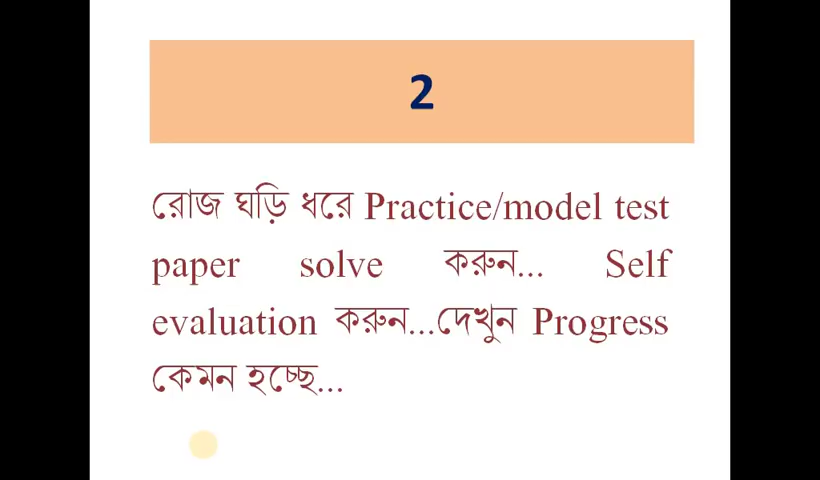 2
রোজ ঘড়ি ধরে Practice/model test
paper solve করুন... Self
evaluation করুন...দেখুন Progress
কেমন হচ্ছে...